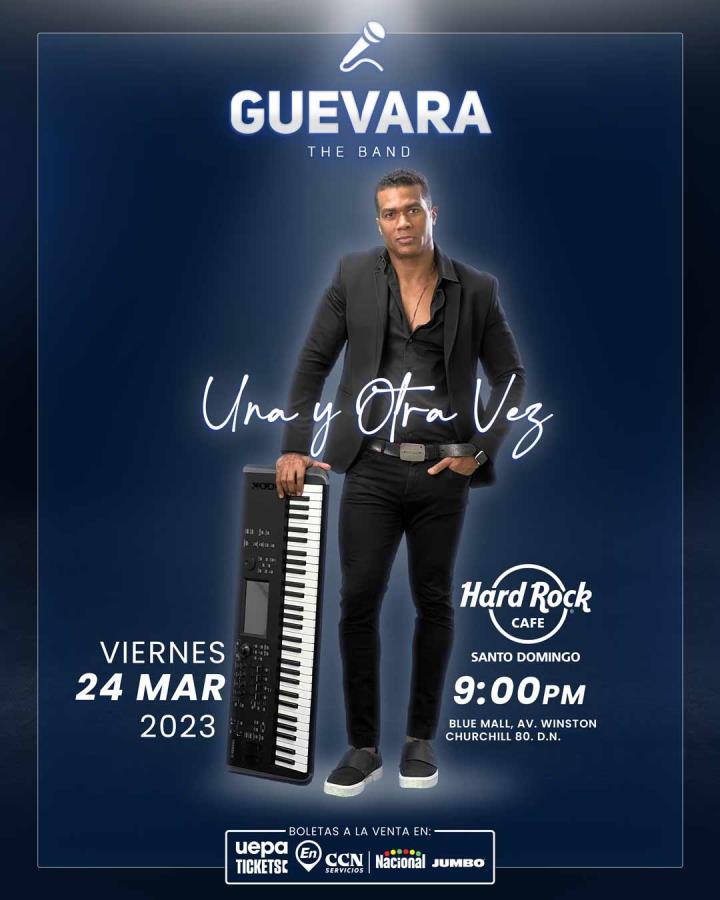 GUEVARA
THE BAND
Una y Otra Vez
Hard Rock
CAFE
SANTO DOMINGO
9:00PM
BLUE MALL, AV. WINSTON
CHURCHILL 80. D.N.
VIERNES
24 MAR
2023
BOLETAS A LA VENTA EN:
uepa
TICKETSC
En
CCN
SERVICIOS
Nacional
JUMBO